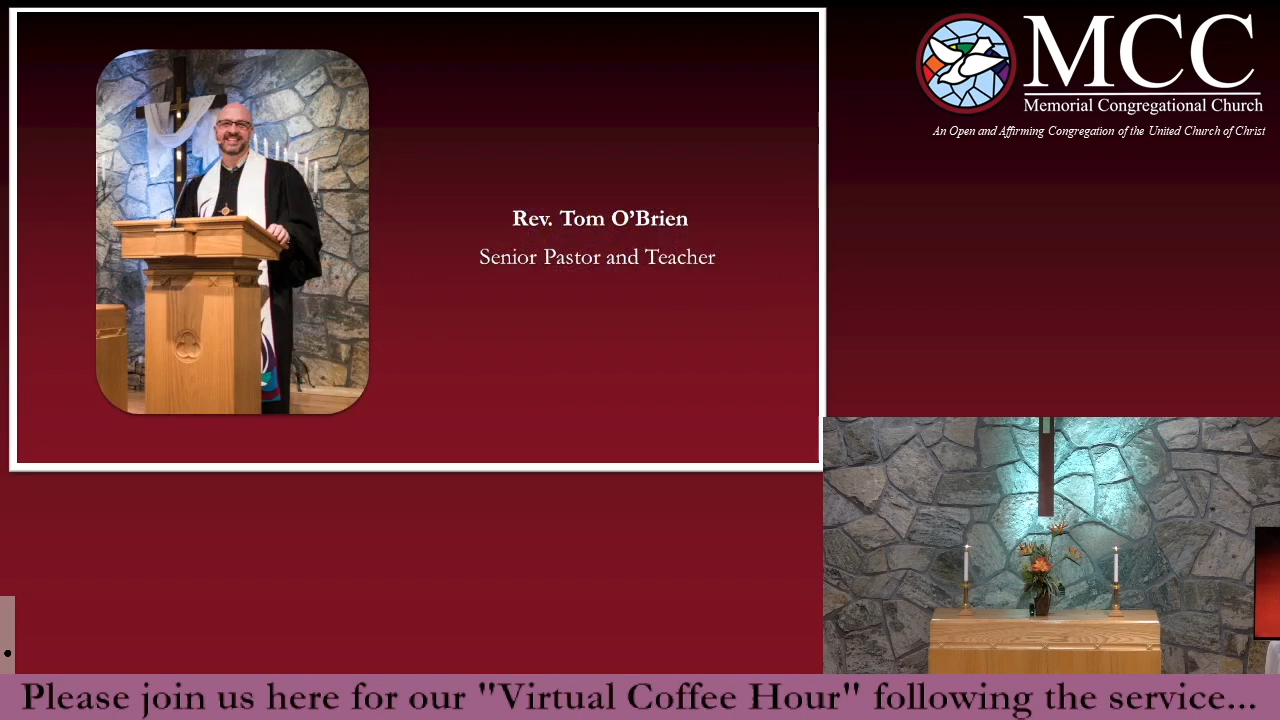 MCC
Memorial Congregational Church
An Open and Affirming Congregation of the United Church of Christ
Rev. Tom O’Brien
Senior Pastor and Teacher
Please join us here for our "Virtual Coffee Hour" following the service...